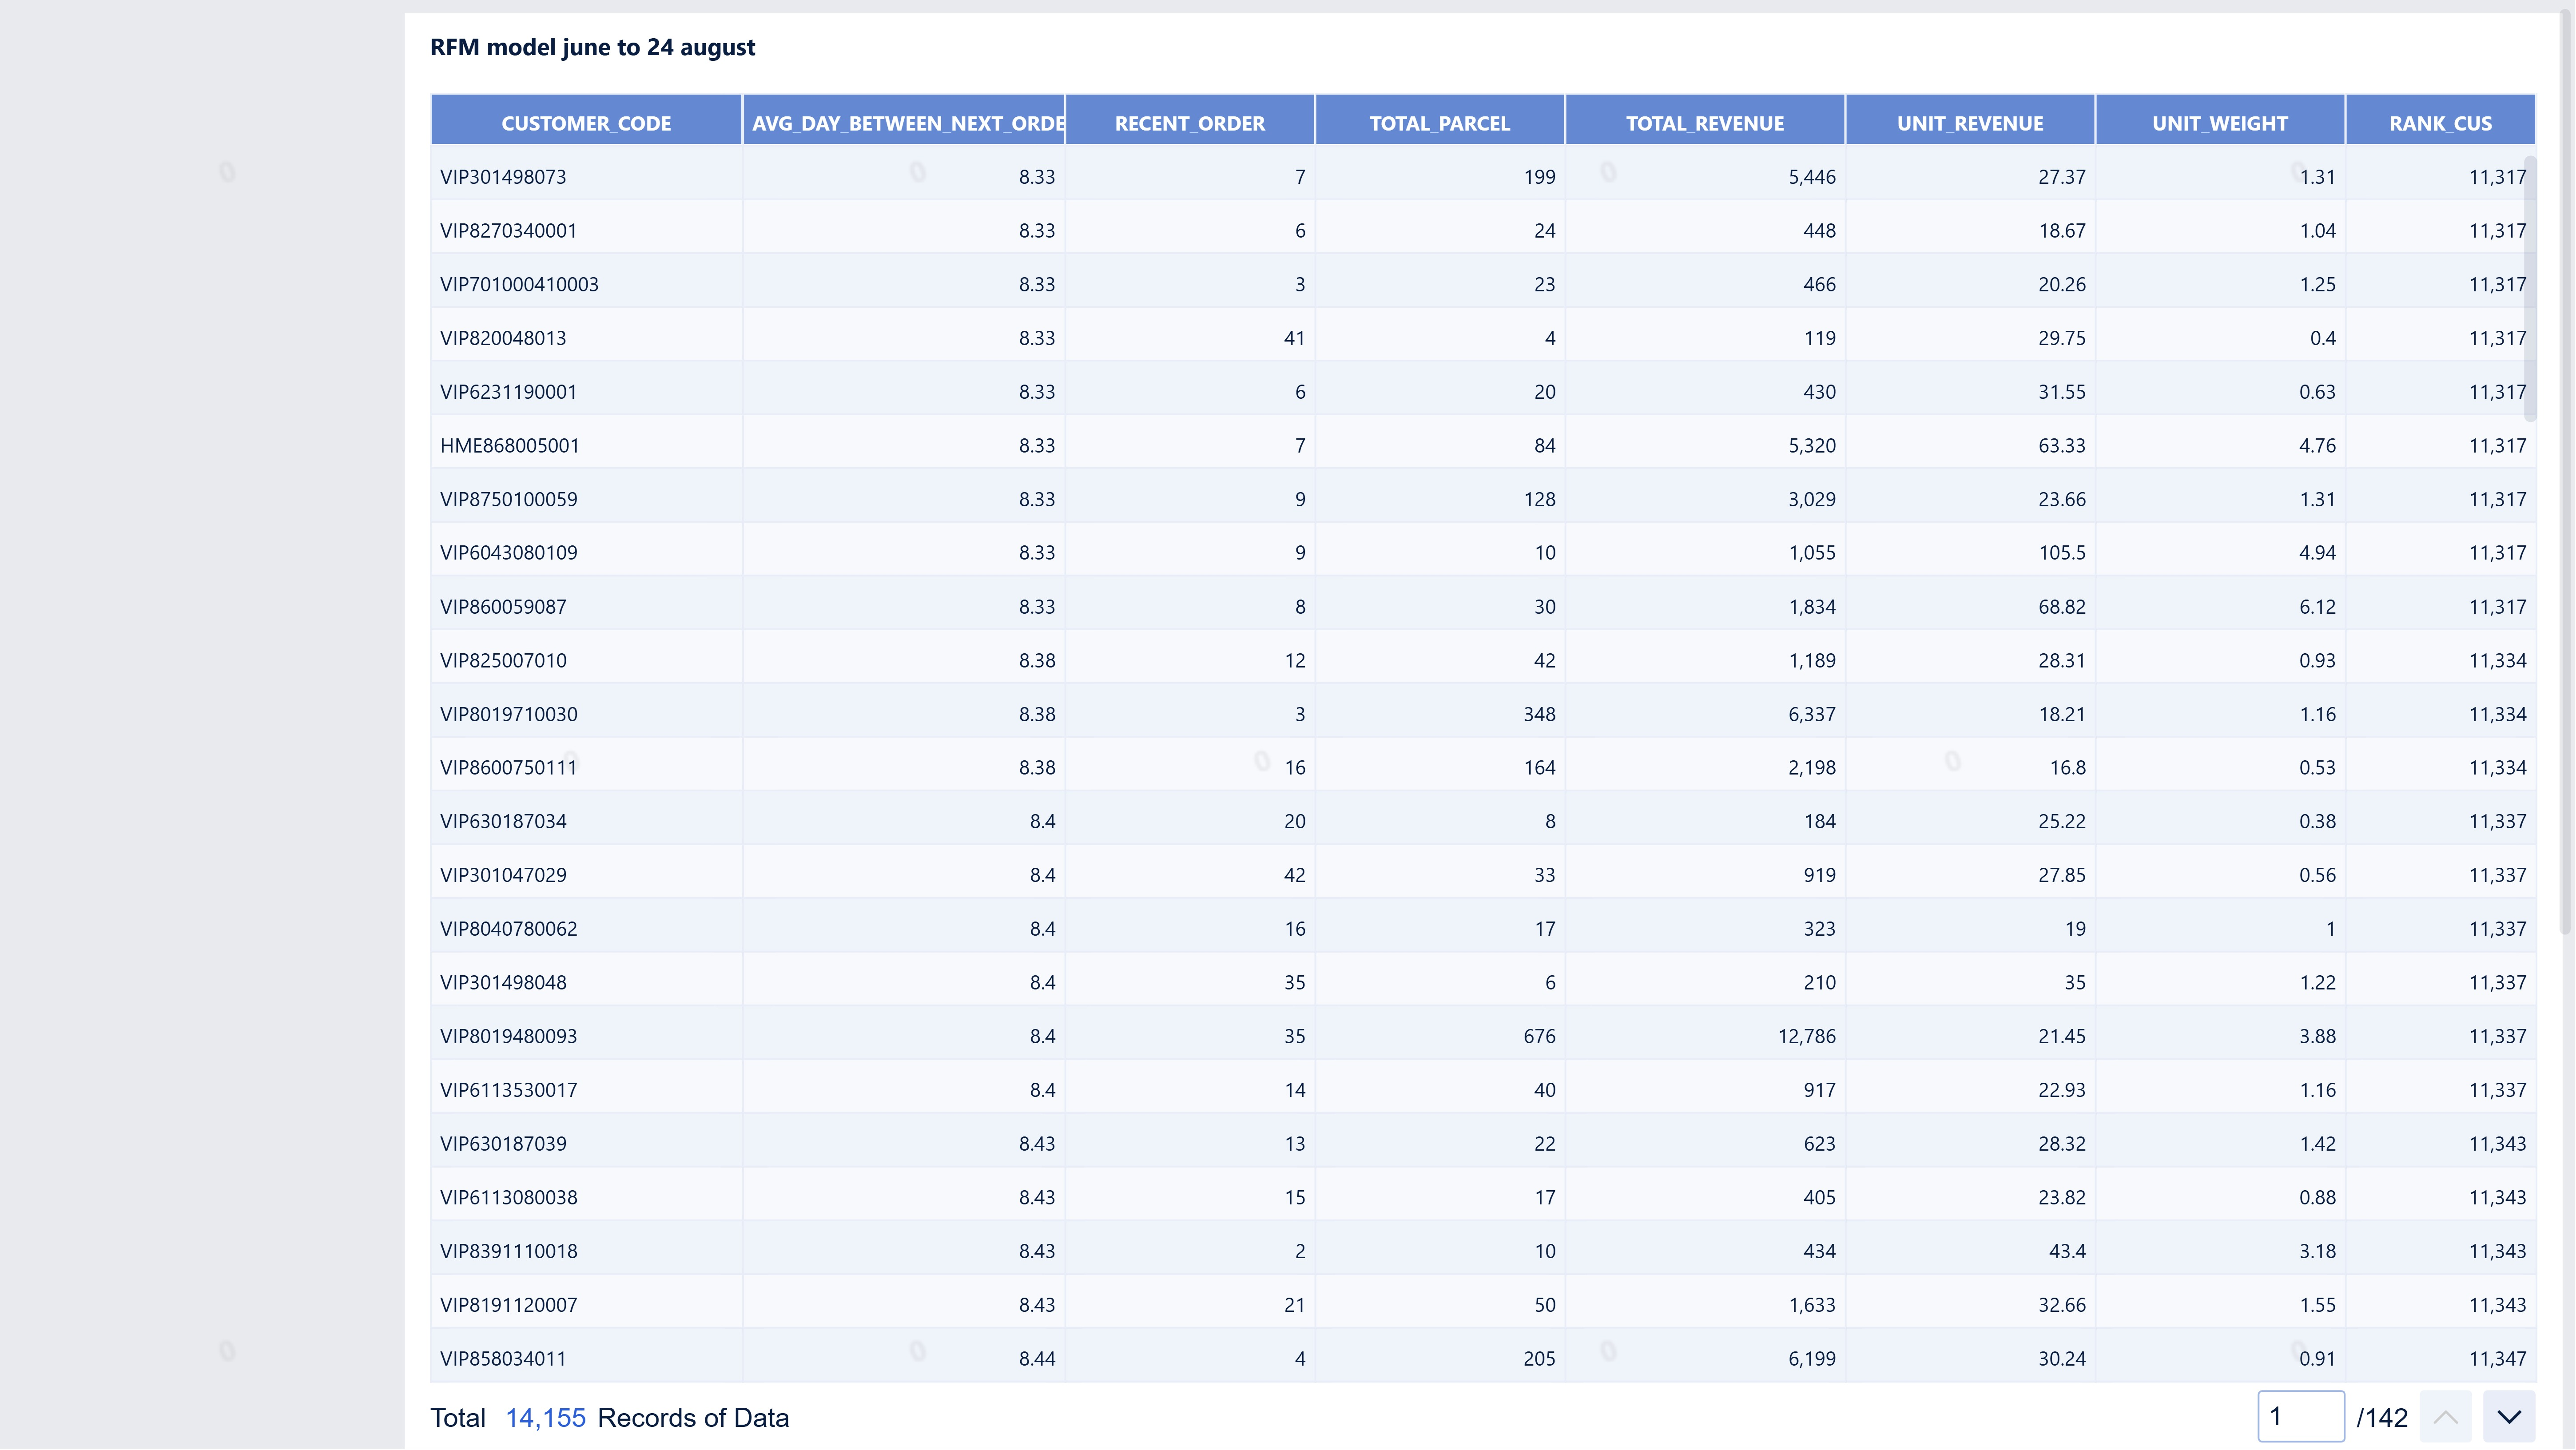 RFM model june to 24 august
CUSTOMER_CODE AVG_DAY_BETWEEN_NEXT_ORDE RECENT_ORDER TOTAL_PARCEL TOTAL_REVENUE UNIT_REVENUE UNIT_WEIGHT RANK_CUS
VIP301498073 8.33 7 199 5,446 27.37 1.31 11,317
VIP8270340001 8.33 6 24 448 18.67 1.04 11,317
VIP701000410003 8.33 3 23 466 20.26 1.25 11,317
VIP820048013 8.33 41 4 119 29.75 0.4 11,317
VIP6231190001 8.33 6 20 430 31.55 0.63 11,317
HME868005001 8.33 7 84 5,320 63.33 4.76 11,317
VIP8750100059 8.33 9 128 3,029 23.66 1.31 11,317
VIP6043080109 8.33 9 10 1,055 105.5 4.94 11,317
VIP860059087 8.33 8 30 1,834 68.82 6.12 11,317
VIP825007010 8.38 12 42 1,189 28.31 0.93 11,334
VIP8019710030 8.38 3 348 6,337 18.21 1.16 11,334
VIP8600750111 8.38 16 164 2,198 16.8 0.53 11,334
VIP630187034 8.4 20 8 184 25.22 0.38 11,337
VIP301047029 8.4 42 33 919 27.85 0.56 11,337
VIP8040780062 8.4 16 17 323 19 1 11,337
VIP301498048 8.4 35 6 210 35 1.22 11,337
VIP8019480093 8.4 35 676 12,786 21.45 3.88 11,337
VIP6113530017 8.4 14 40 917 22.93 1.16 11,337
VIP630187039 8.43 13 22 623 28.32 1.42 11,343
VIP6113080038 8.43 15 17 405 23.82 0.88 11,343
VIP8391110018 8.43 2 10 434 43.4 3.18 11,343
VIP8191120007 8.43 21 50 1,633 32.66 1.55 11,343
VIP858034011 8.44 4 205 6,199 30.24 0.91 11,347
Total 14,155 Records of Data 1 /142